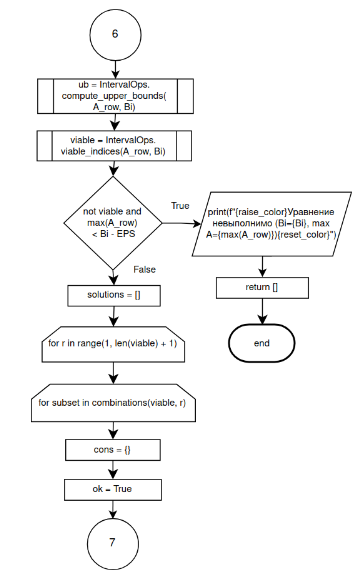 6
ub = IntervalOps.
compute_upper_bounds(
A_row, Bi)
viable = IntervalOps.
viable_indices(A_row, Bi)
not viable and
max(A_row)
< Bi - EPS
True
print(f"{raise_color}Уравнение
невыполнимо (Bi={Bi}, max
A={max(A_row)}){reset_color}")
return []
end
False
solutions = []
for r in range(1, len(viable) + 1)
for subset in combinations(viable, r)
cons = {}
ok = True
7